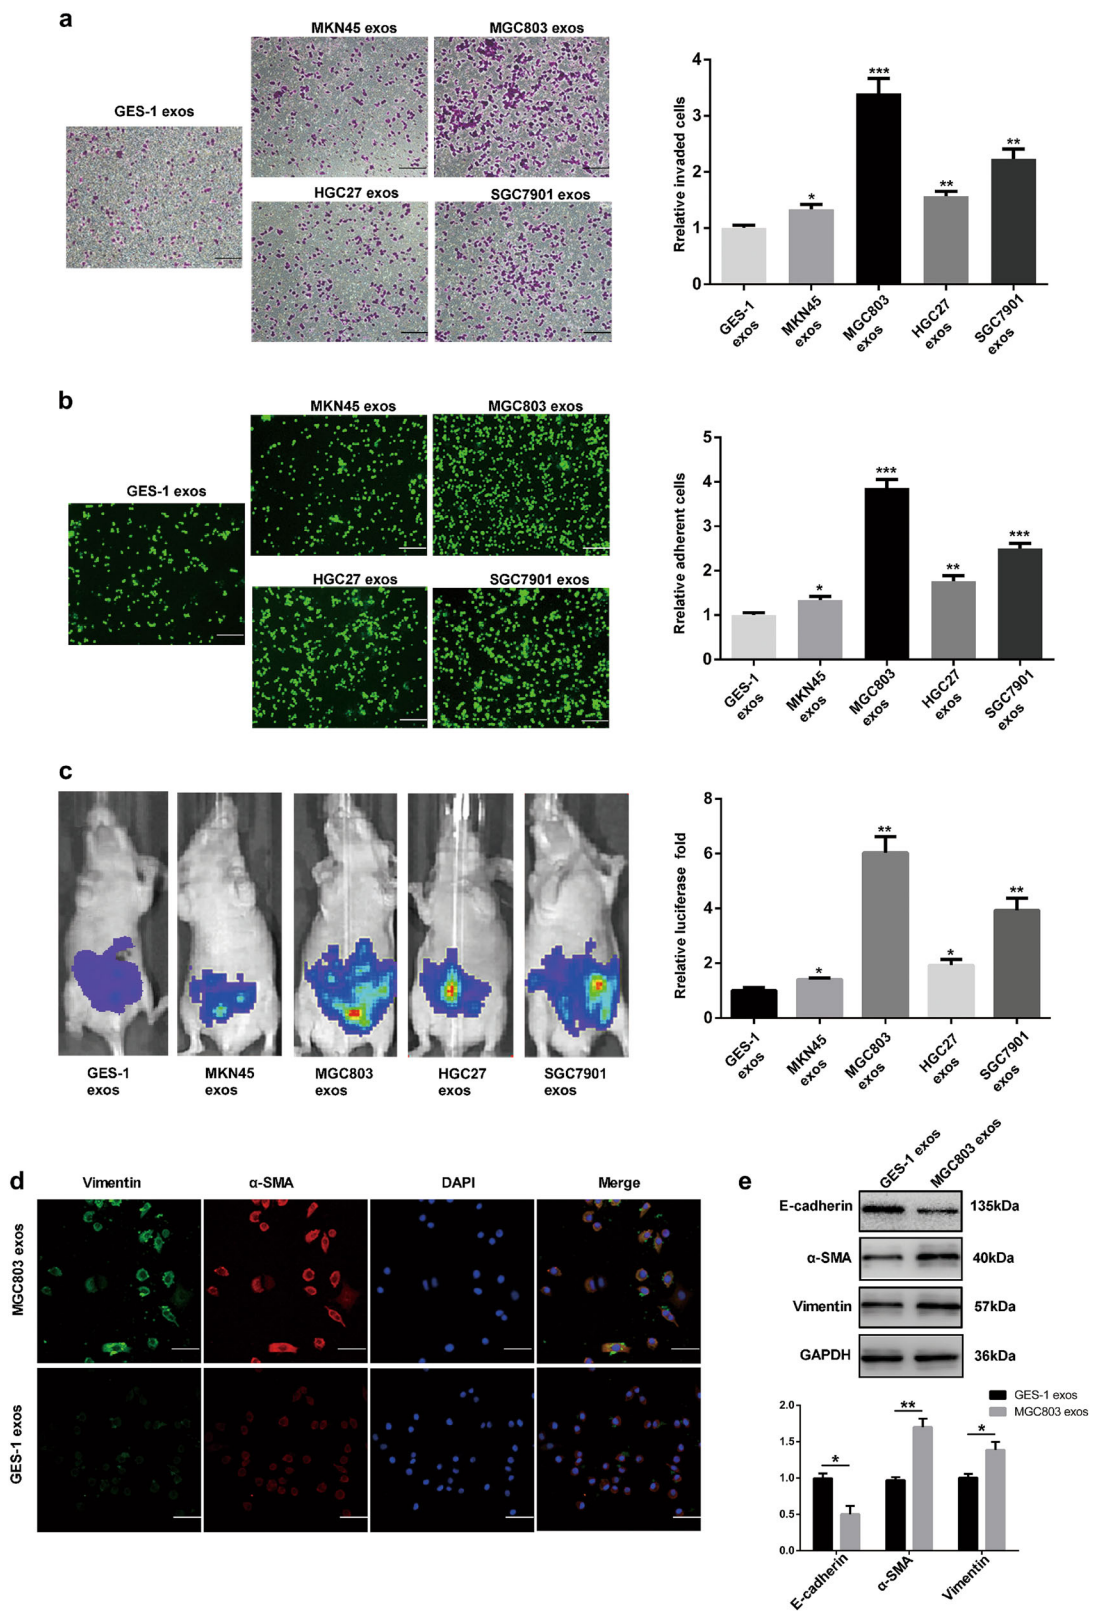 a
MKN45 exos
MGC803 exos
GES-1 exos
HGC27 exos
SGC7901 exos
Rrelative invaded cells
4
3
2
1
0
*
***
**
**
GES-1
exos
MKN45
exos
MGC803
exos
HGC27
exos
SGC7901
exos
b
MKN45 exos
MGC803 exos
GES-1 exos
HGC27 exos
SGC7901 exos
Rrelative adherent cells
5
4
3
2
1
0
*
***
**
***
GES-1
exos
MKN45
exos
MGC803
exos
HGC27
exos
SGC7901
exos
c
GES-1
exos
MKN45
exos
MGC803
exos
HGC27
exos
SGC7901
exos
Rrelative luciferase fold
8
6
4
2
0
*
**
*
**
GES-1
exos
MKN45
exos
MGC803
exos
HGC27
exos
SGC7901
exos
d
Vimentin
α-SMA
DAPI
Merge
MGC803 exos
GES-1 exos
e
GES-1 exos
MGC803 exos
E-cadherin
135kDa
α-SMA
40kDa
Vimentin
57kDa
GAPDH
36kDa
GES-1 exos
MGC803 exos
2.0
1.5
1.0
0.5
0.0
*
**
*
E-cadherin
α-SMA
Vimentin